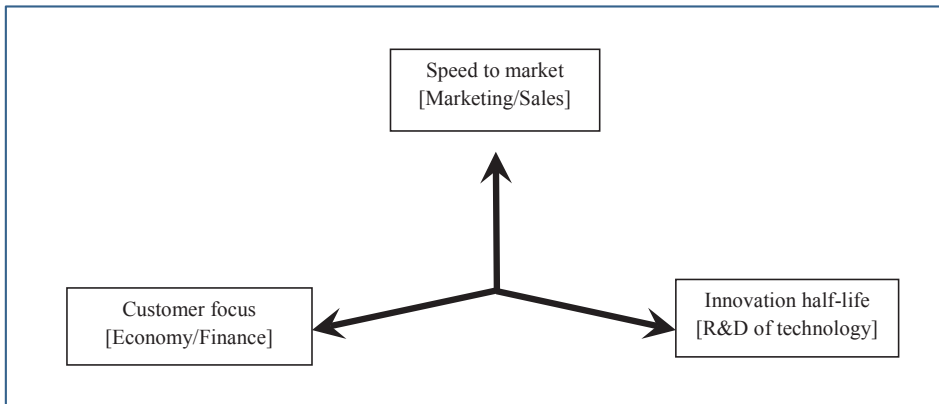 Speed to market
[Marketing/Sales]
Customer focus
[Economy/Finance]
Innovation half-life
[R&D of technology]